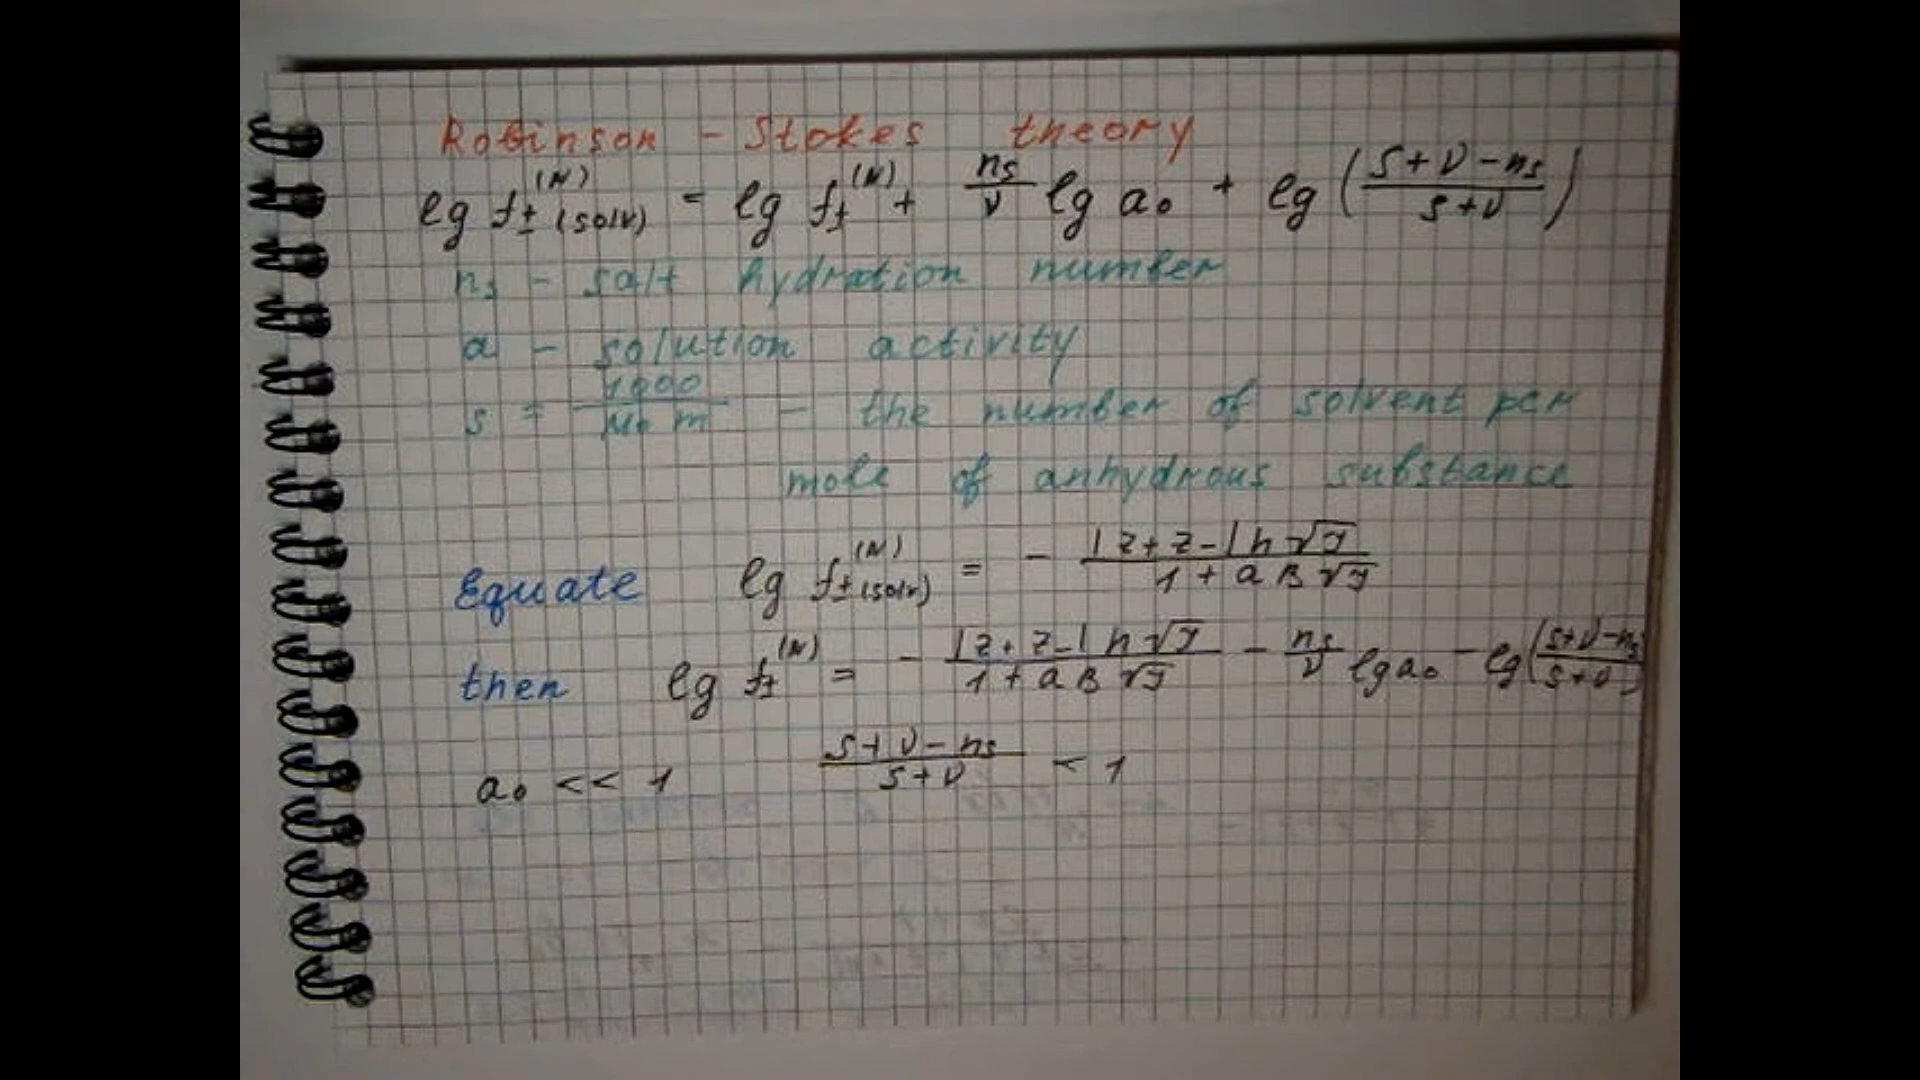 Robinson - Stokes theory
lg f± (solv)^(N) = lg f±^(N) + ns/ν lg a₀ + lg (S+ν-ns / S+ν)
ns - salt hydration number
a - solution activity
s = 1000 / M₀ m - the number of solvent per
mole of anhydrous substance
Equate lg f±(solv)^(N) = - |z+z-| h √J / 1 + a B √J
then lg f±^(N) = - |z+z-| h √J / 1 + a B √J - ns/ν lg a₀ - lg (S+ν-ns / S+ν)
a₀ << 1 S+ν-ns / S+ν < 1